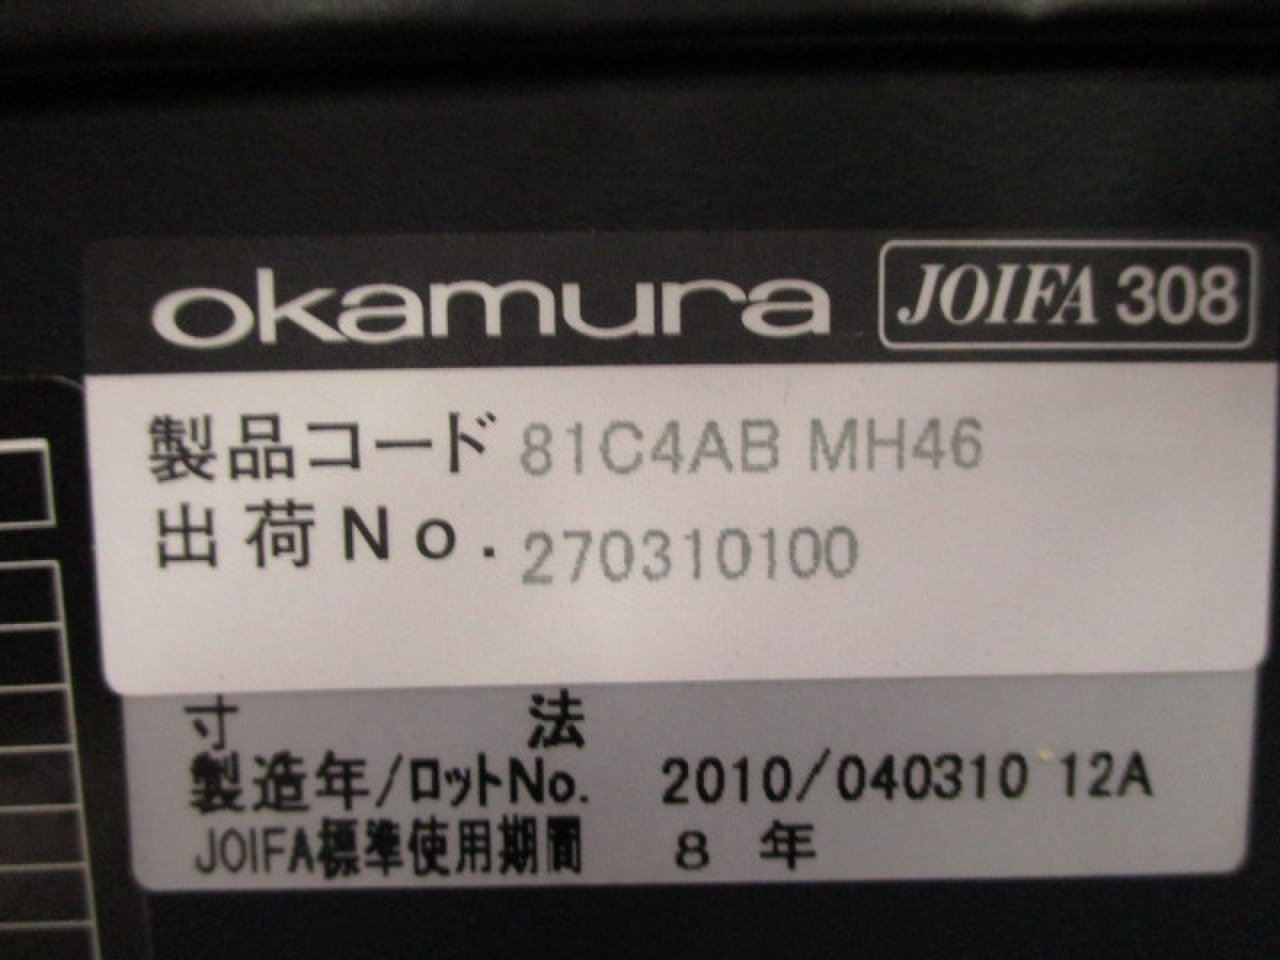 okamura JOIFA 308
製品コード 81C4AB MH46
出荷No. 270310100
寸法
製造年/ロットNo. 2010/040310 12A
JOIFA標準使用期間 8年